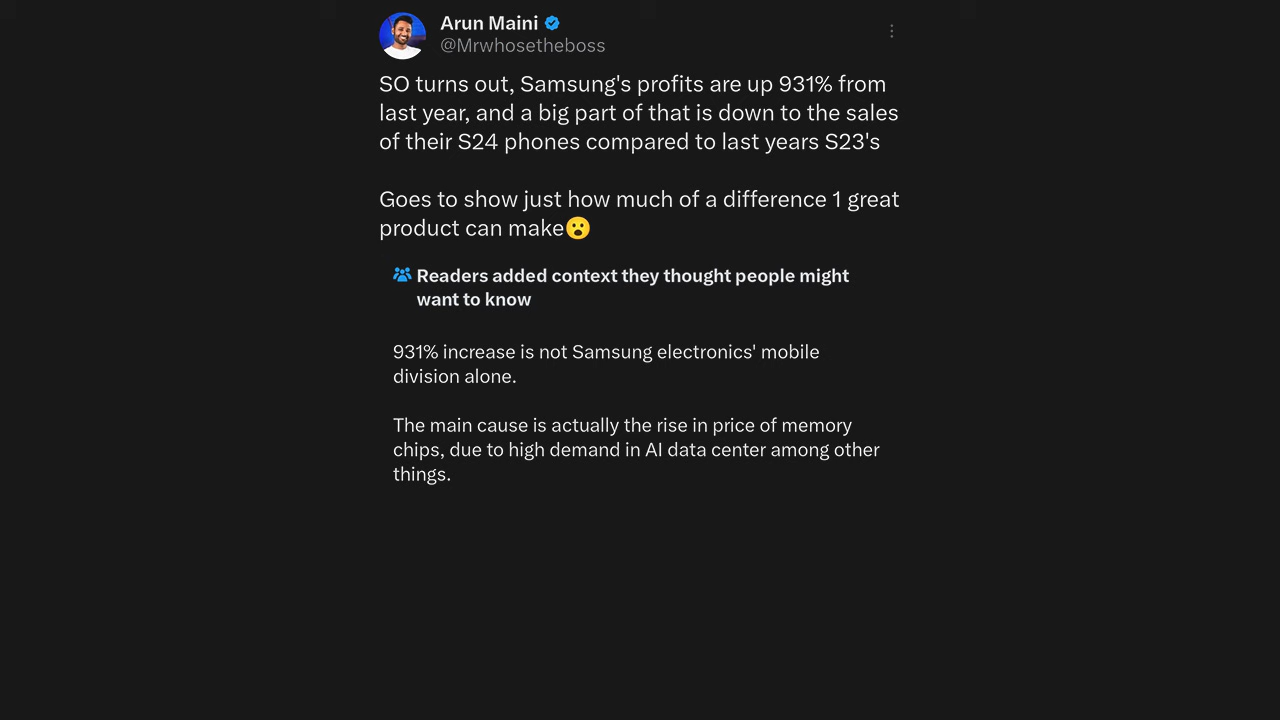 Arun Maini
@Mrwhosetheboss
SO turns out, Samsung's profits are up 931% from
last year, and a big part of that is down to the sales
of their S24 phones compared to last years S23's
Goes to show just how much of a difference 1 great
product can make😮
Readers added context they thought people might
want to know
931% increase is not Samsung electronics' mobile
division alone.
The main cause is actually the rise in price of memory
chips, due to high demand in AI data center among other
things.